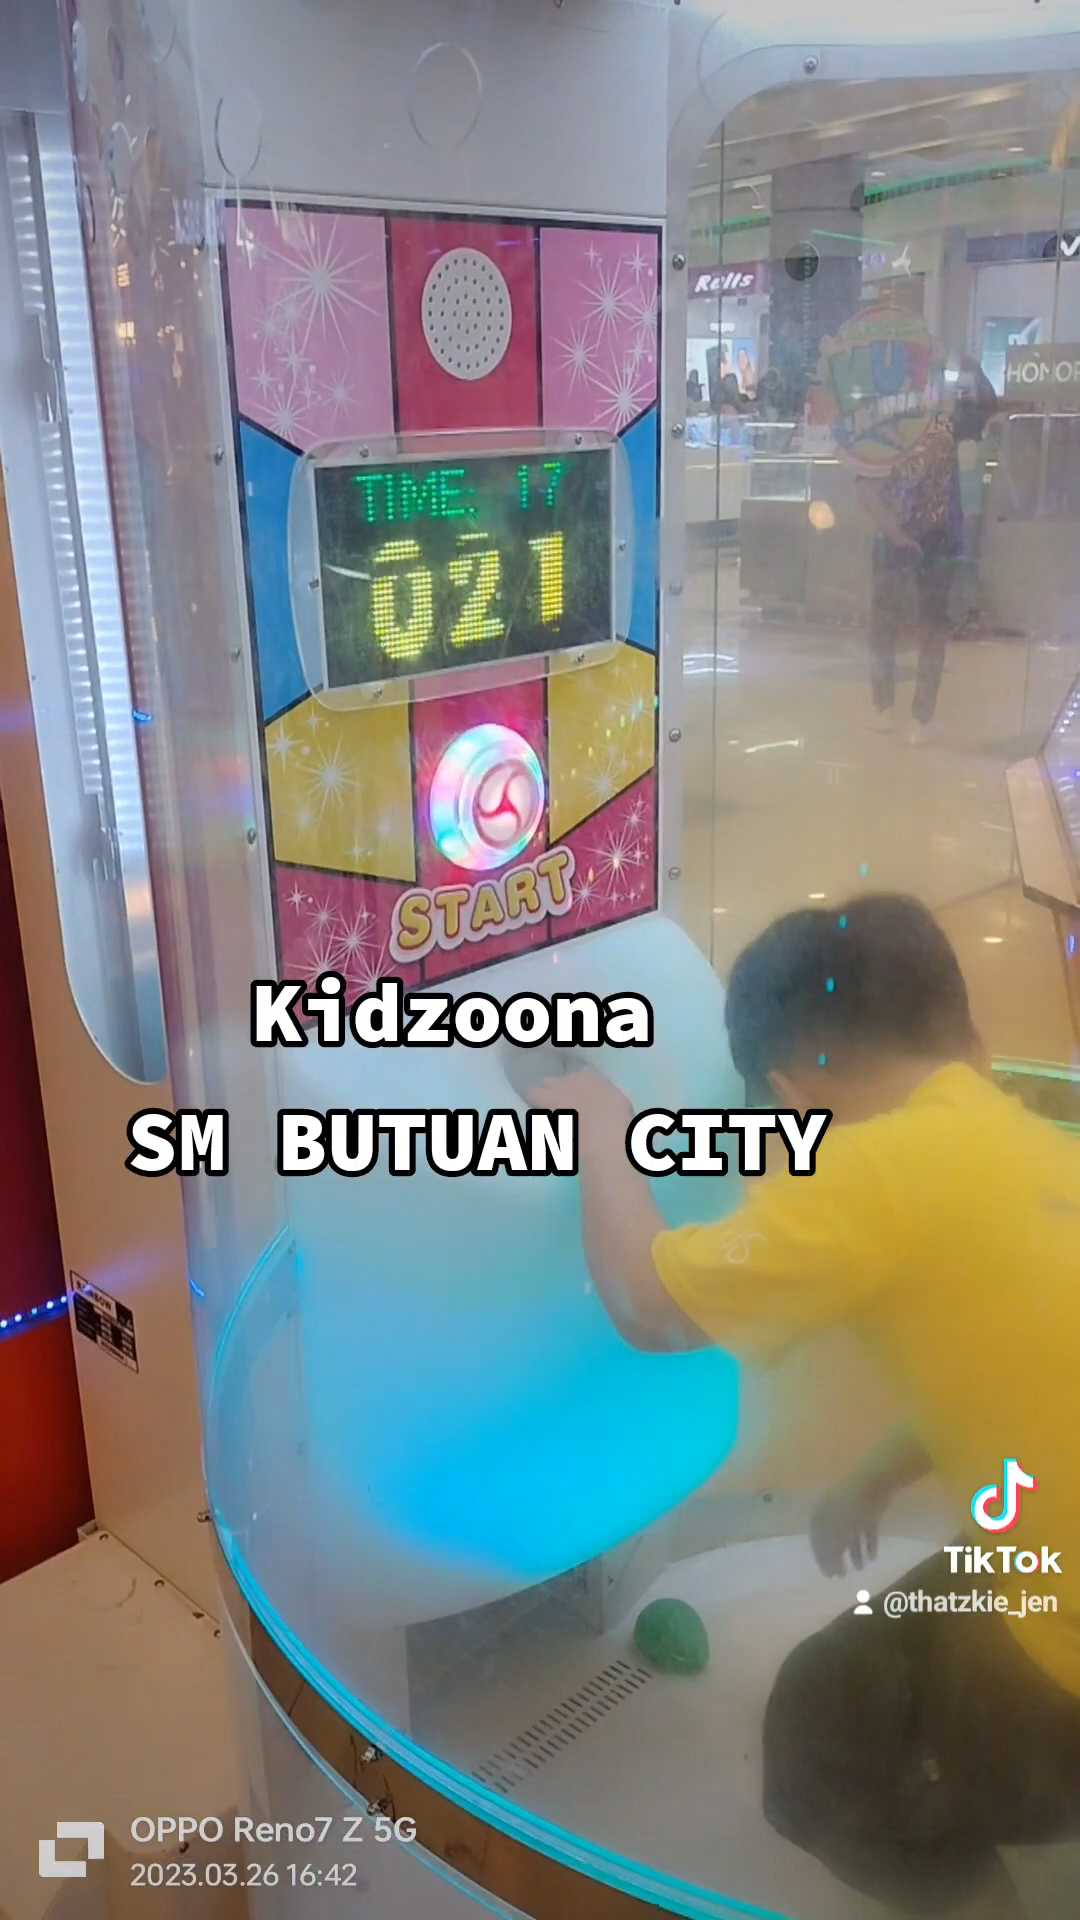 Rulls
HONOR
TIME: 17
021
START
Kidzoona
SM BUTUAN CITY
TikTok
@thatzkie_jen
OPPO Reno7 Z 5G
2023.03.26 16:42